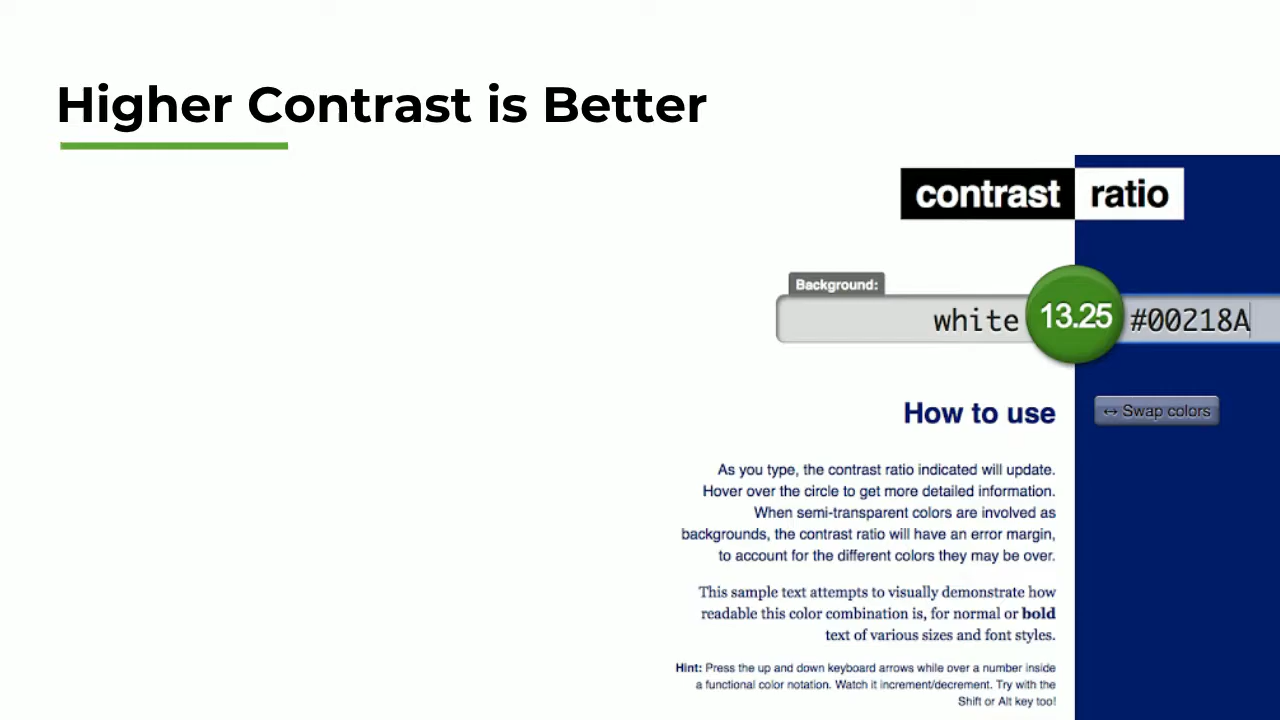 Higher Contrast is Better
contrast ratio
Background:
white 13.25 #00218A
How to use
↔ Swap colors
As you type, the contrast ratio indicated will update.
Hover over the circle to get more detailed information.
When semi-transparent colors are involved as
backgrounds, the contrast ratio will have an error margin,
to account for the different colors they may be over.
This sample text attempts to visually demonstrate how
readable this color combination is, for normal or bold
text of various sizes and font styles.
Hint: Press the up and down keyboard arrows while over a number inside
a functional color notation. Watch it increment/decrement. Try with the
Shift or Alt key too!